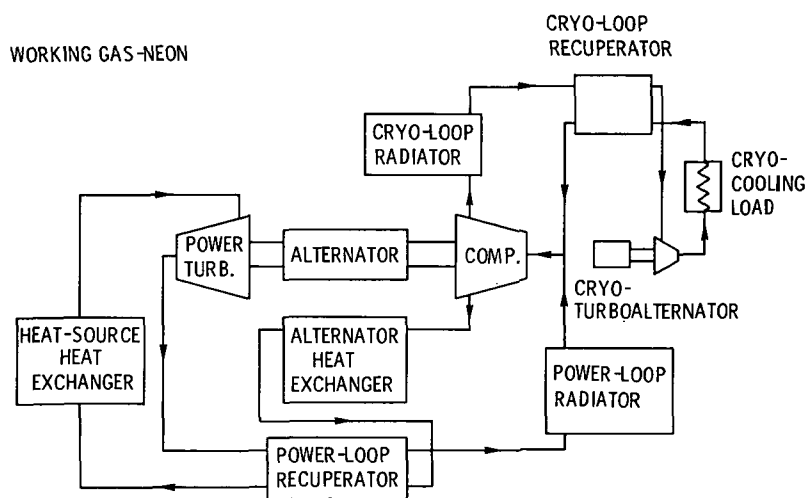 CRYO-LOOP
RECUPERATOR
WORKING GAS-NEON
CRYO-LOOP
RADIATOR
CRYO-
COOLING
LOAD
POWER
TURB.
ALTERNATOR
COMP.
CRYO-
TURBOALTERNATOR
HEAT-SOURCE
HEAT
EXCHANGER
ALTERNATOR
HEAT
EXCHANGER
POWER-LOOP
RADIATOR
POWER-LOOP
RECUPERATOR